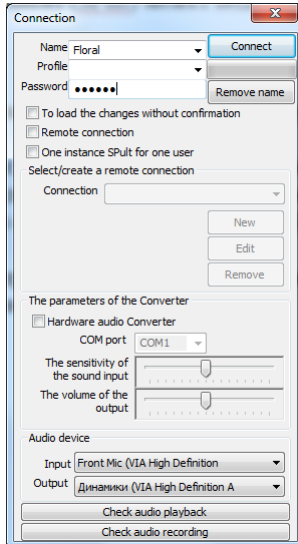 Connection
Name Floral Connect
Profile
Password ●●●●●● Remove name
To load the changes without confirmation
Remote connection
One instance SPult for one user
Select/create a remote connection
Connection
New
Edit
Remove
The parameters of the Converter
Hardware audio Converter
COM port COM1
The sensitivity of
the sound input
The volume of the
output
Audio device
Input Front Mic (VIA High Definition
Output Динамики (VIA High Definition A
Check audio playback
Check audio recording